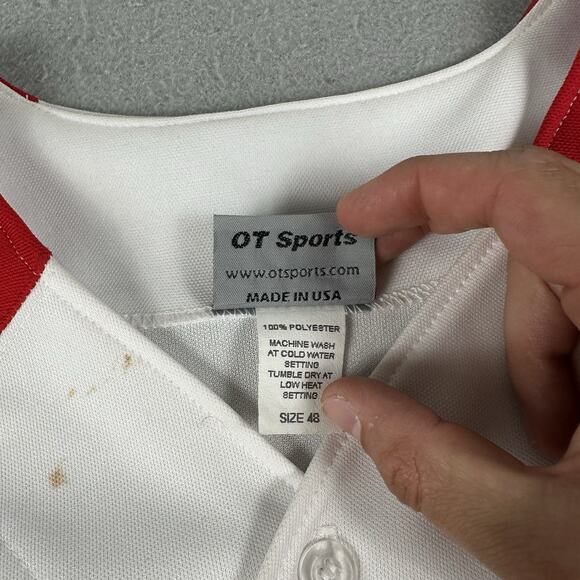 OT Sports
www.otsports.com
MADE IN USA
100% POLYESTER
MACHINE WASH
AT COLD WATER
SETTING
TUMBLE DRY AT
LOW HEAT
SETTING
SIZE 48